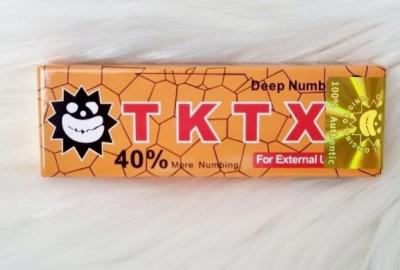 Deep Numb
TKTX
40% More Numbing
For External U
100% Authentic